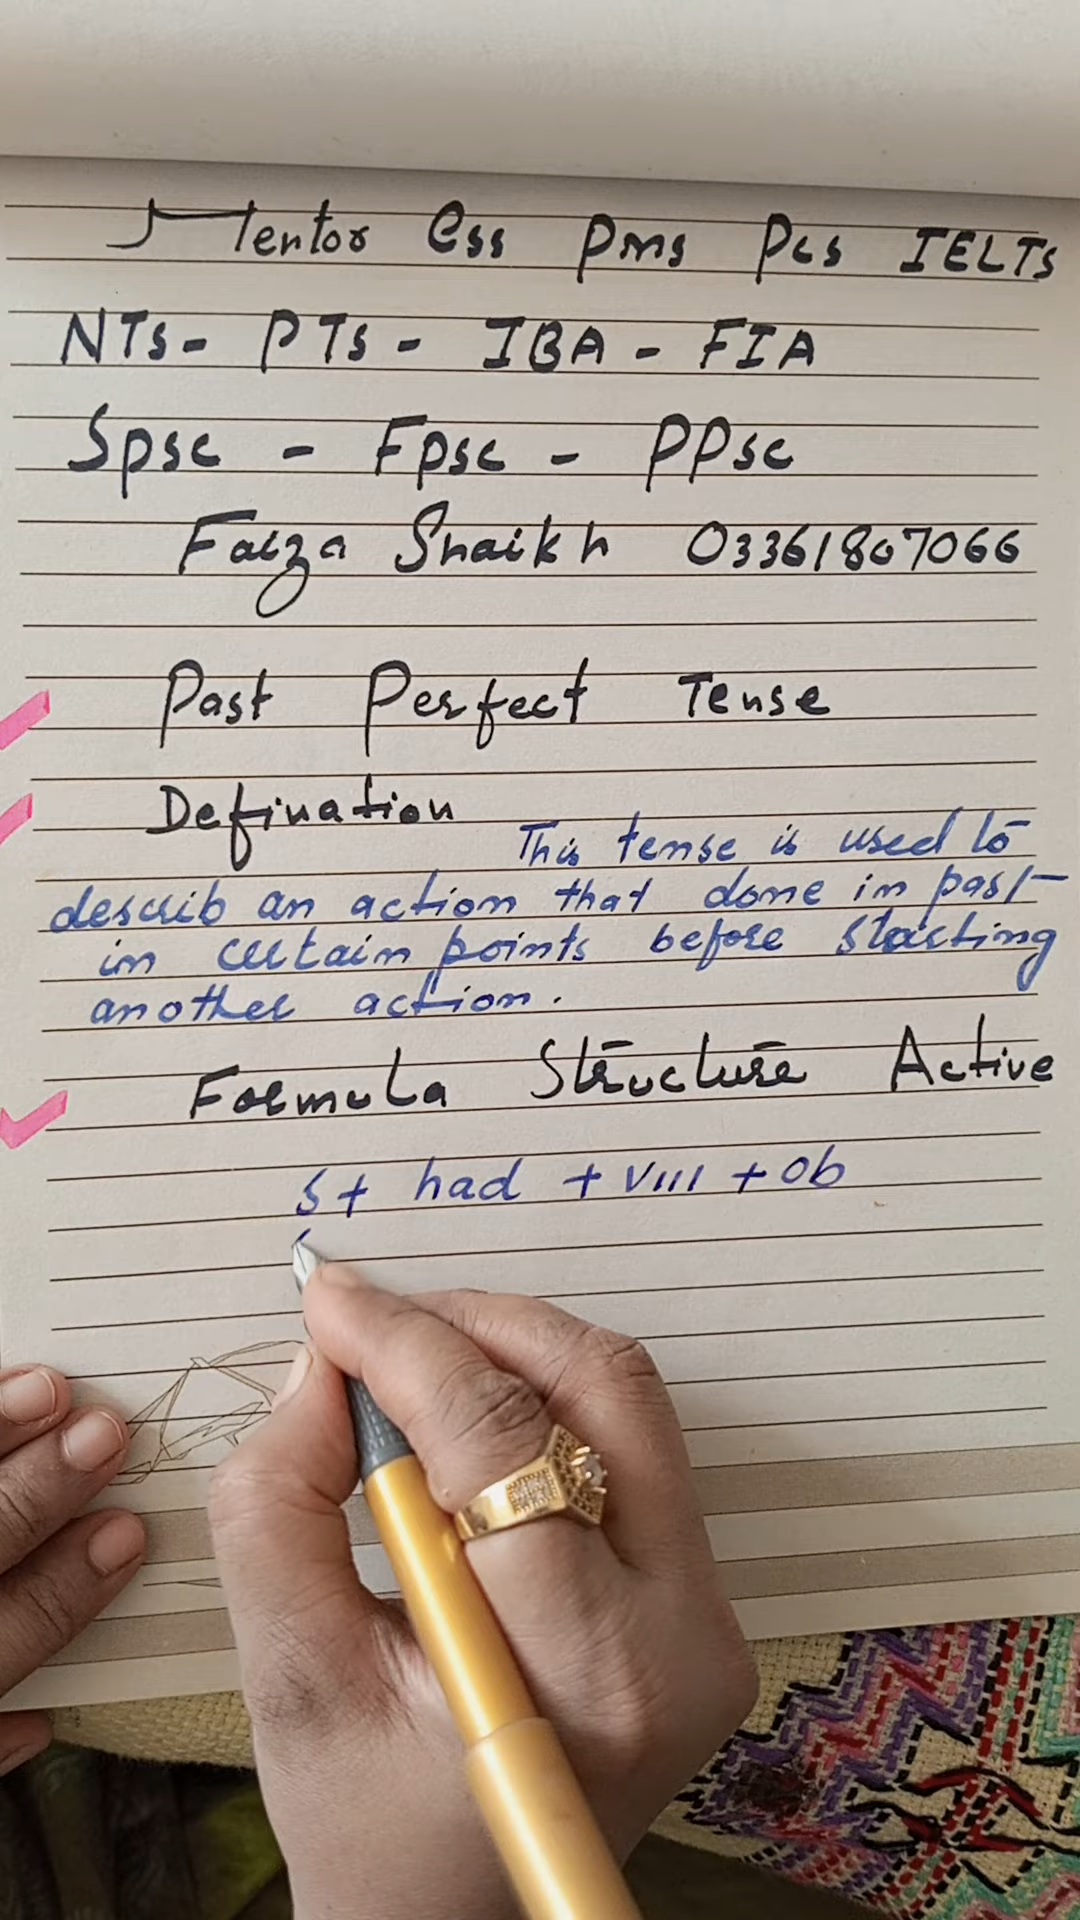 Mentor Css Pms Pcs IELTS
NTS - PTS - IBA - FIA
Spsc - Fpsc - PPsc
Faiza Shaikh 03361807066
Past Perfect Tense
Defination
This tense is used to
describ an action that done in past
in certain points before starting
another action.
Formula Structure Active
S + had + VIII + Ob